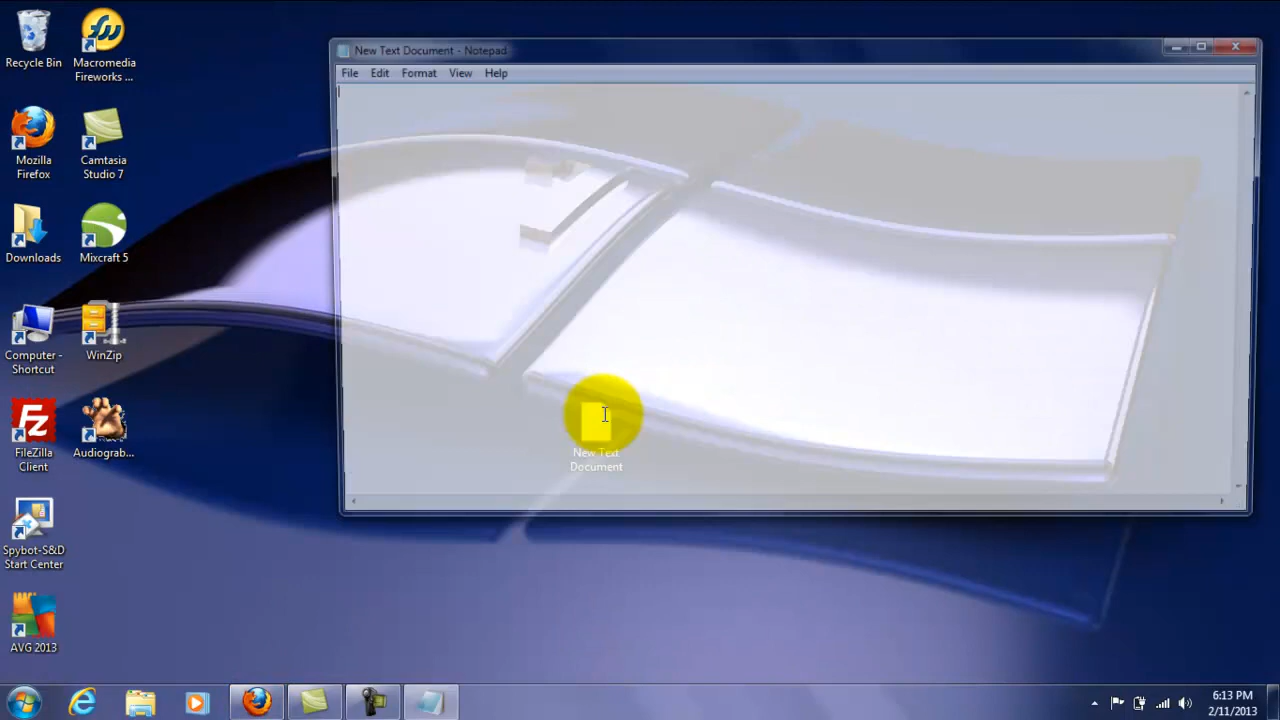 Recycle Bin
Macromedia
Fireworks ...
Mozilla
Firefox
Camtasia
Studio 7
Downloads
Mixcraft 5
Computer -
Shortcut
WinZip
FileZilla
Client
Audiograb...
Spybot-S&D
Start Center
AVG 2013
New Text Document - Notepad
File Edit Format View Help
New Text
Document
6:13 PM
2/11/2013